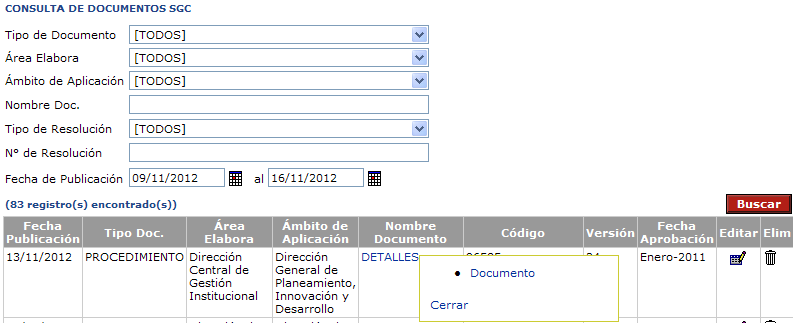 CONSULTA DE DOCUMENTOS SGC
Tipo de Documento [TODOS]
Área Elabora [TODOS]
Ámbito de Aplicación [TODOS]
Nombre Doc.
Tipo de Resolución [TODOS]
N° de Resolución
Fecha de Publicación 09/11/2012 al 16/11/2012
(83 registro(s) encontrado(s)) Buscar
Fecha Publicación Tipo Doc. Área Elabora Ámbito de Aplicación Nombre Documento Código Versión Fecha Aprobación Editar Elim
13/11/2012 PROCEDIMIENTO Dirección Central de Gestión Institucional Dirección General de Planeamiento, Innovación y Desarrollo DETALLES Enero-2011
Documento
Cerrar